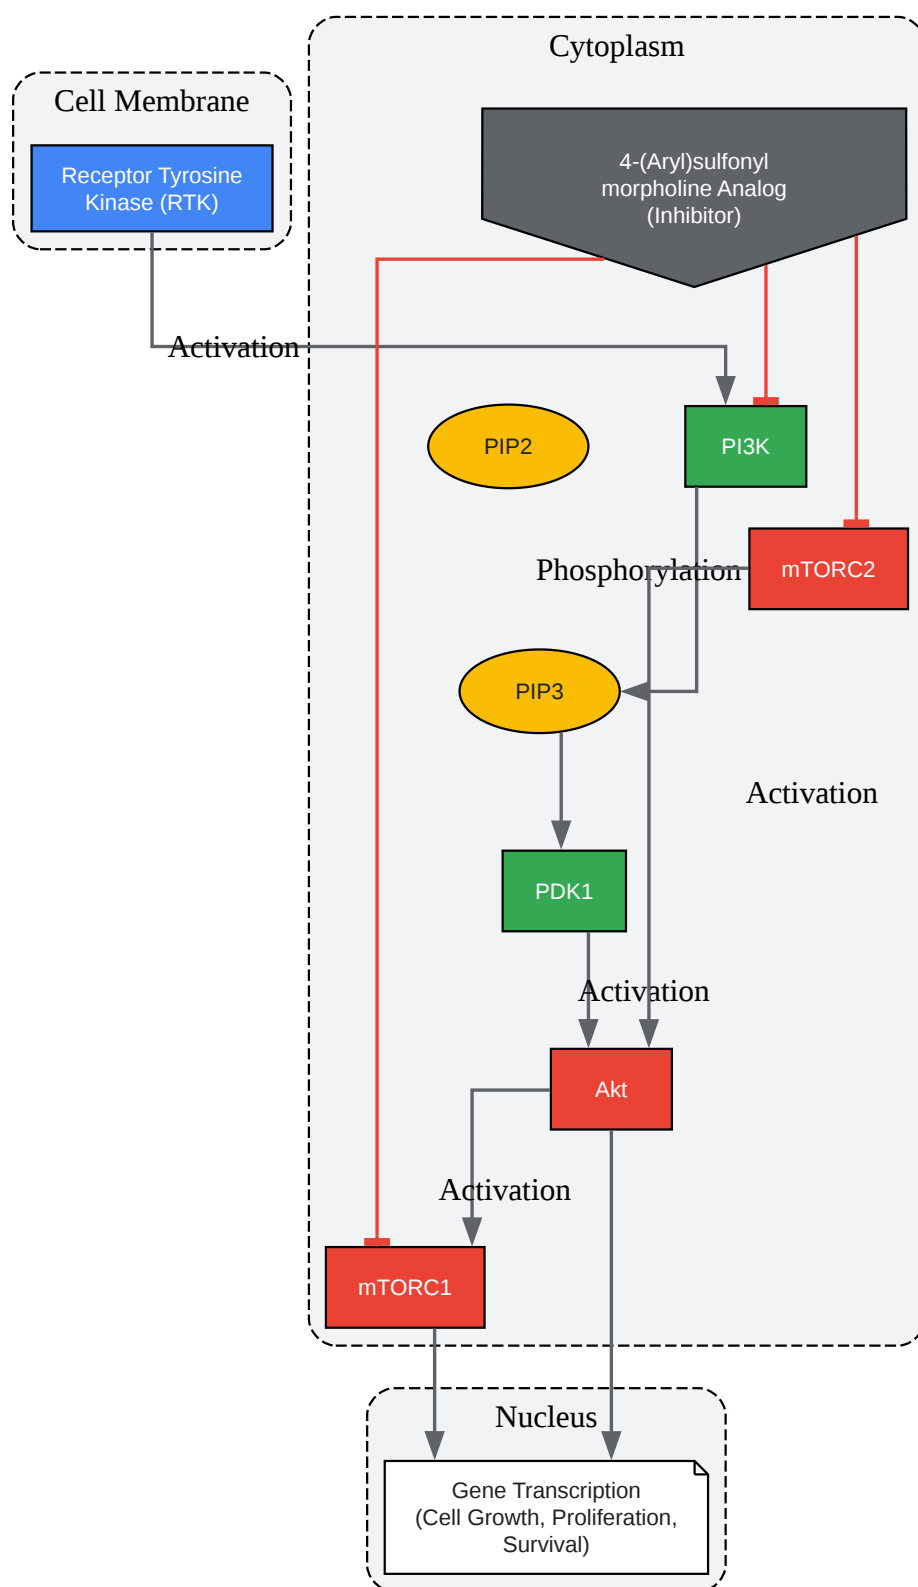 Cytoplasm
Cell Membrane
Receptor Tyrosine
Kinase (RTK)
4-(Aryl)sulfonyl
morpholine Analog
(Inhibitor)
Activation
PIP2
PI3K
Phosphorylation
mTORC2
PIP3
Activation
PDK1
Activation
Akt
Activation
mTORC1
Nucleus
Gene Transcription
(Cell Growth, Proliferation,
Survival)